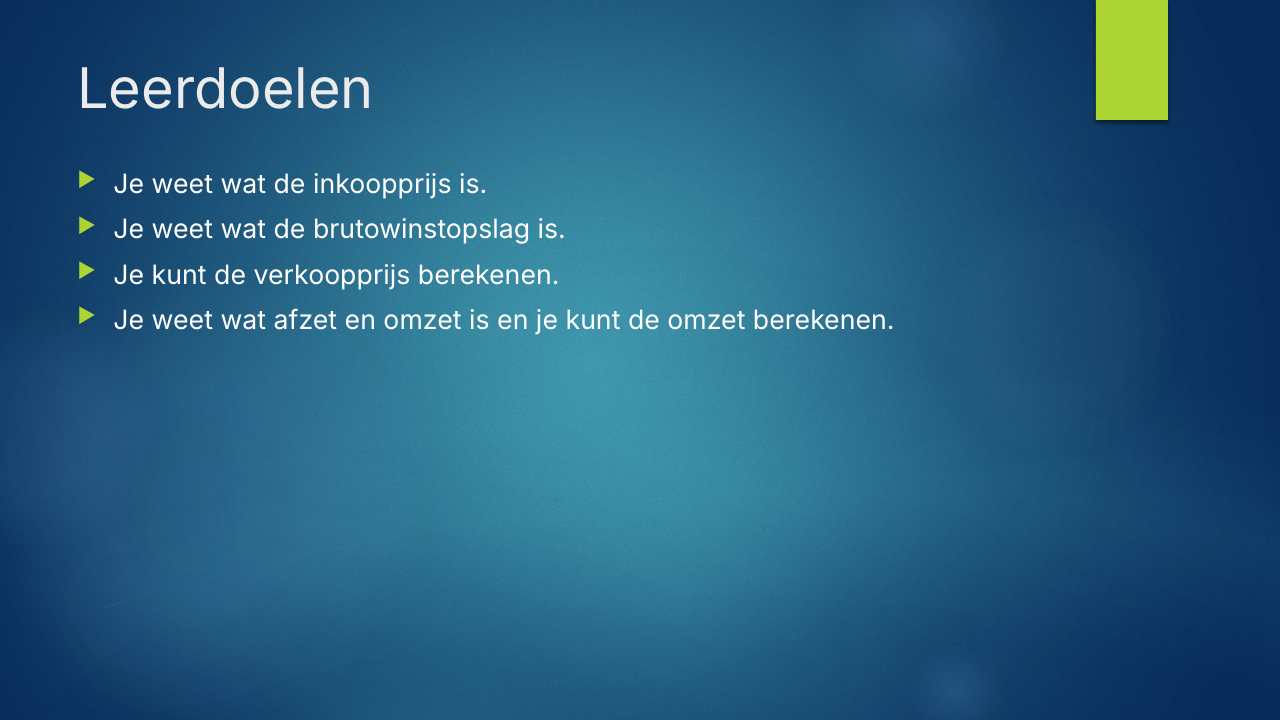 Leerdoelen
Je weet wat de inkoopprijs is.
Je weet wat de brutowinstopslag is.
Je kunt de verkoopprijs berekenen.
Je weet wat afzet en omzet is en je kunt de omzet berekenen.